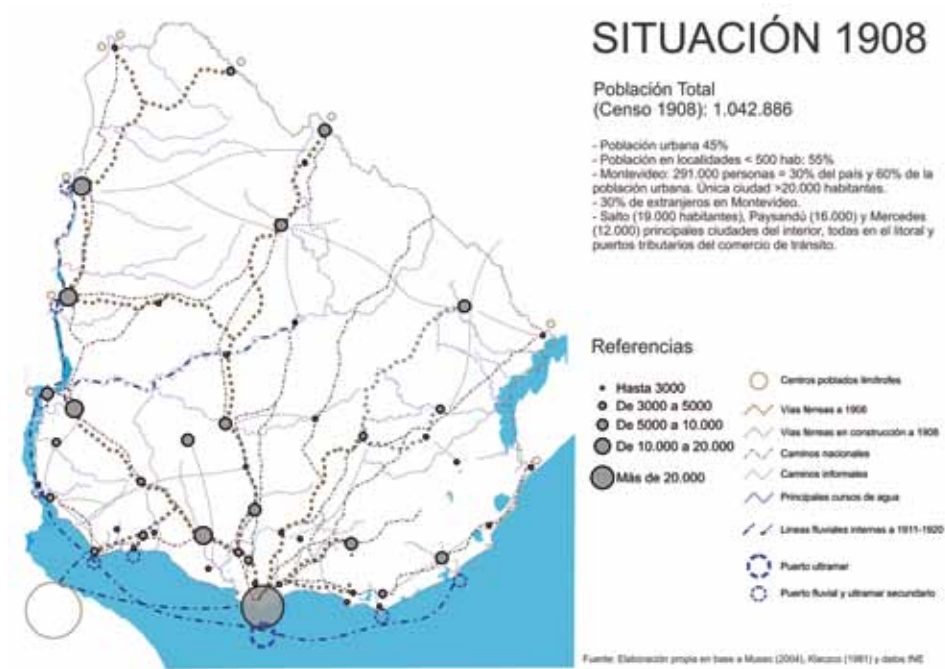 SITUACIÓN 1908
Población Total
(Censo 1908): 1.042.886
- Población urbana 45%
- Población en localidades < 500 hab: 55%
- Montevideo: 291.000 personas = 30% del país y 60% de la
población urbana. Única ciudad >20.000 habitantes.
- 30% de extranjeros en Montevideo.
- Salto (19.000 habitantes), Paysandú (16.000) y Mercedes
(12.000) principales ciudades del interior, todas en el litoral y
puertos tributarios del comercio de tránsito.
Referencias
Hasta 3000
De 3000 a 5000
De 5000 a 10.000
De 10.000 a 20.000
Más de 20.000
Centros poblados limítrofes
Vías férreas a 1908
Vías férreas en construcción a 1908
Caminos nacionales
Caminos informales
Principales cursos de agua
Líneas fluviales internas a 1911-1920
Puerto ultramar
Puerto fluvial y ultramar secundario
Fuente: Elaboración propia en base a Musso (2004), Klaczco (1981) y datos INE